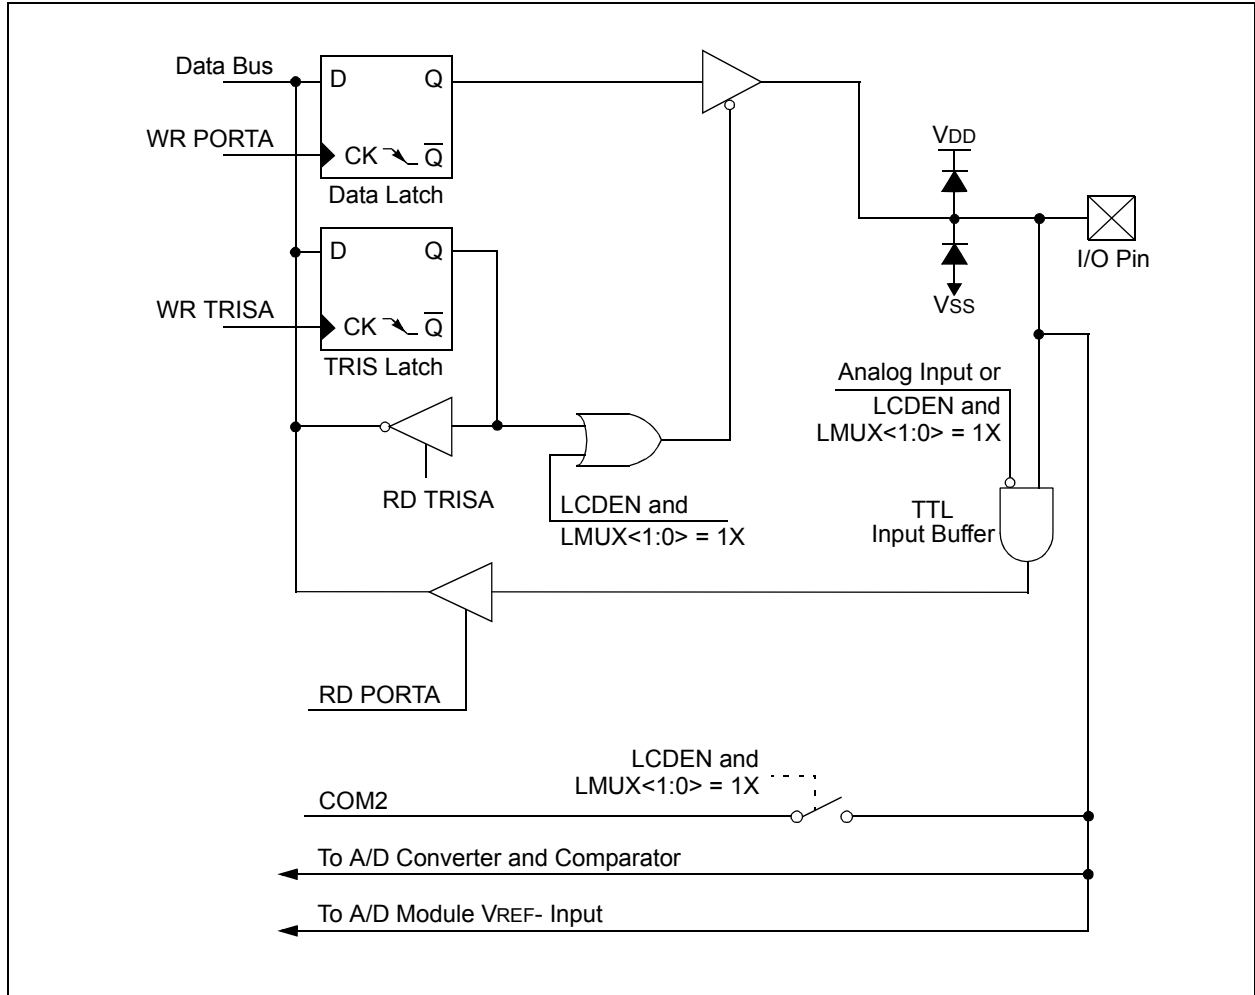 Data Bus
D Q
WR PORTA
CK Q
Data Latch
VDD
I/O Pin
VSS
D Q
WR TRISA
CK Q
TRIS Latch
Analog Input or
LCDEN and
LMUX<1:0> = 1X
RD TRISA
LCDEN and
LMUX<1:0> = 1X
TTL
Input Buffer
RD PORTA
LCDEN and
LMUX<1:0> = 1X
COM2
To A/D Converter and Comparator
To A/D Module VREF- Input